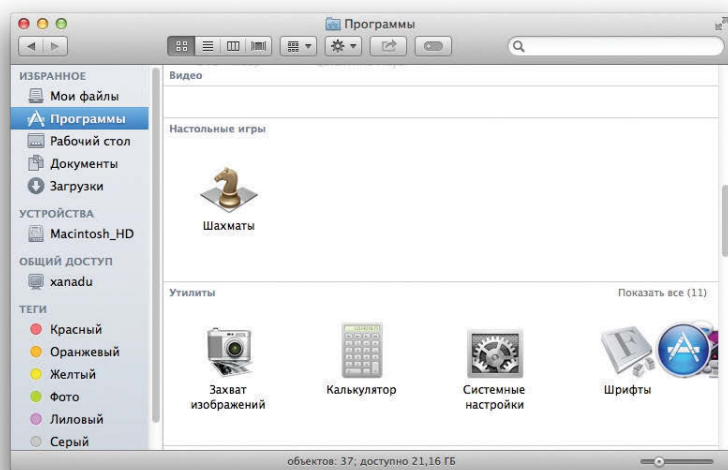 Программы
ИЗБРАННОЕ
Мои файлы
Программы
Рабочий стол
Документы
Загрузки
УСТРОЙСТВА
Macintosh_HD
ОБЩИЙ ДОСТУП
xanadu
ТЕГИ
Красный
Оранжевый
Желтый
Фото
Лиловый
Серый
Видео
Настольные игры
Шахматы
Утилиты
Показать все (11)
Захват
изображений
Калькулятор
Системные
настройки
Шрифты
объектов: 37; доступно 21,16 ГБ